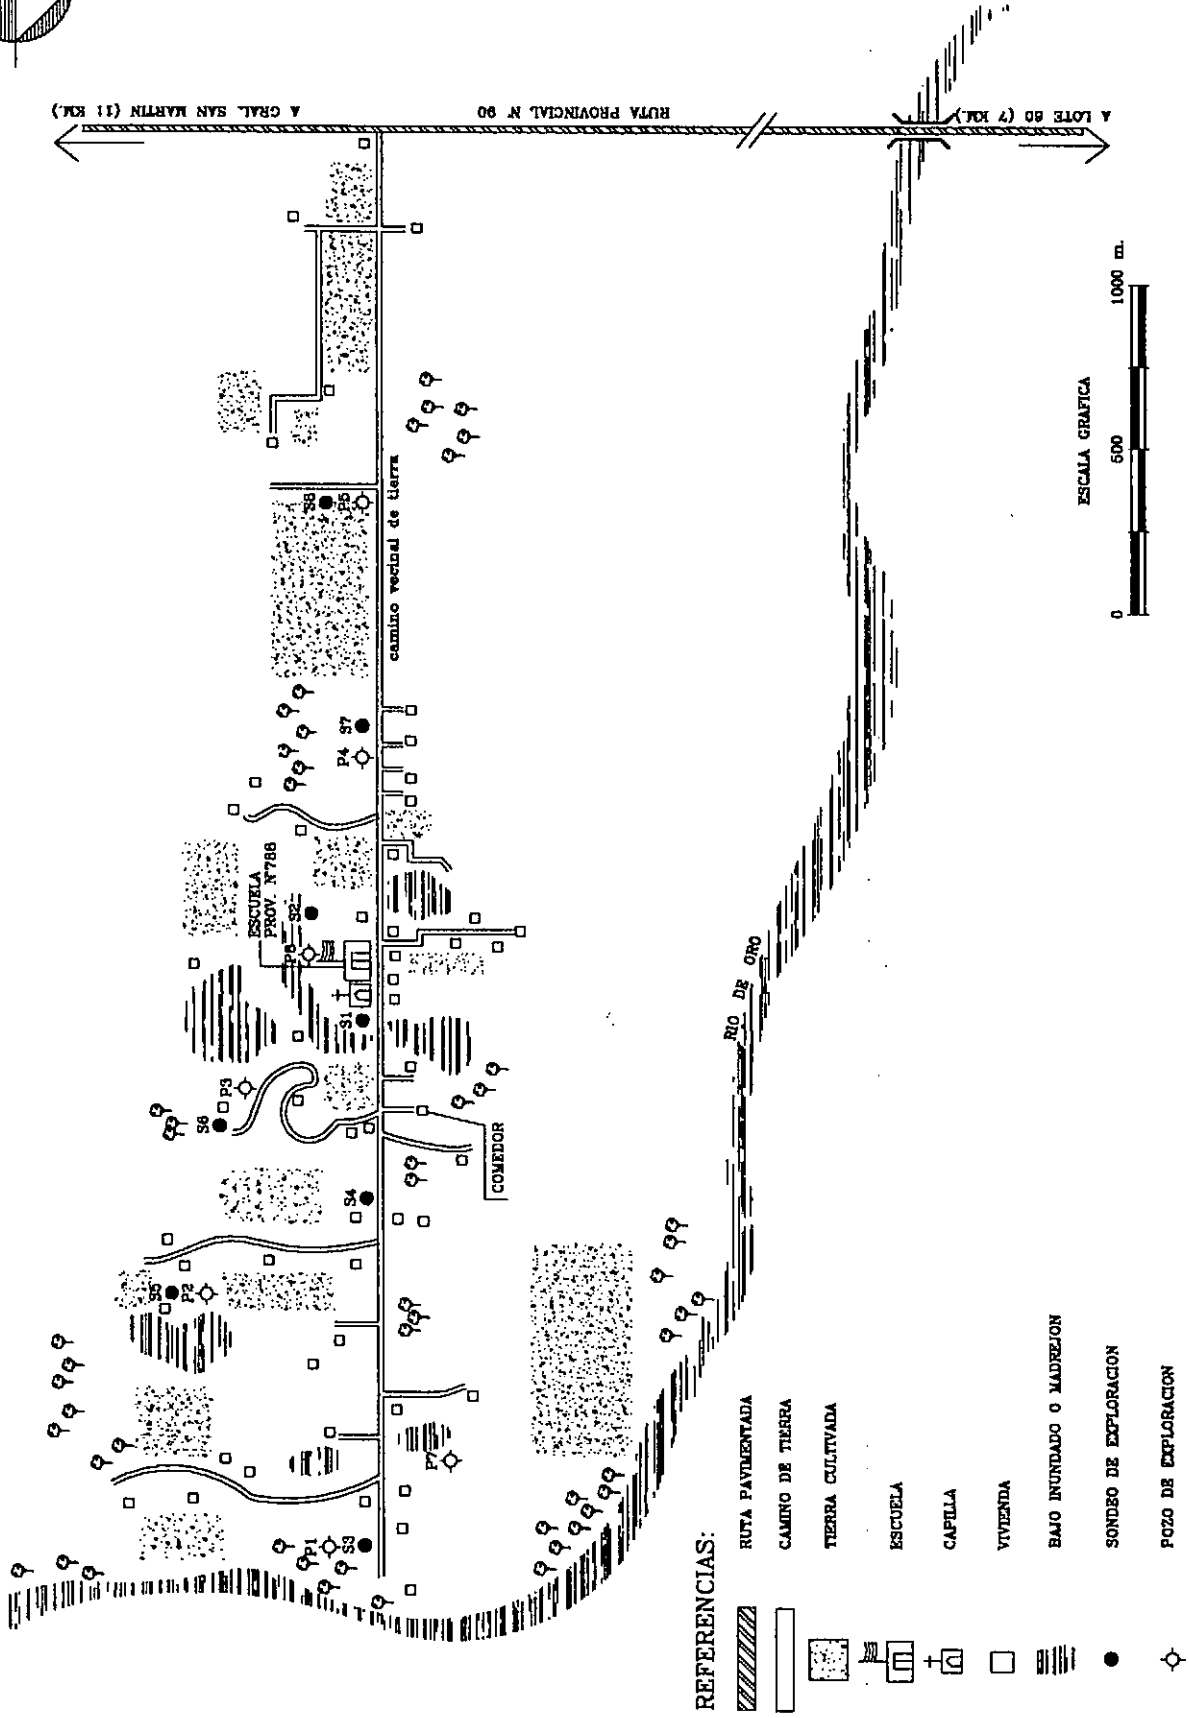 A GRAL. SAN MARTIN (11 KM.)
RUTA PROVINCIAL N° 90
A LOTE 60 (7 KM.)
camino vecinal de tierra
ESCUELA
PROV. N°788
COMEDOR
RIO DE ORO
P1
S3
S5
P2
P7
S4
S6
P3
S1
P6
S2
P4
S7
S8
P5
ESCALA GRAFICA
0 500 1000 m.
REFERENCIAS:
RUTA PAVIMENTADA
CAMINO DE TIERRA
TIERRA CULTIVADA
ESCUELA
CAPILLA
VIVIENDA
BAJO INUNDADO O MADREJON
SONDEO DE EXPLORACION
POZO DE EXPLORACION